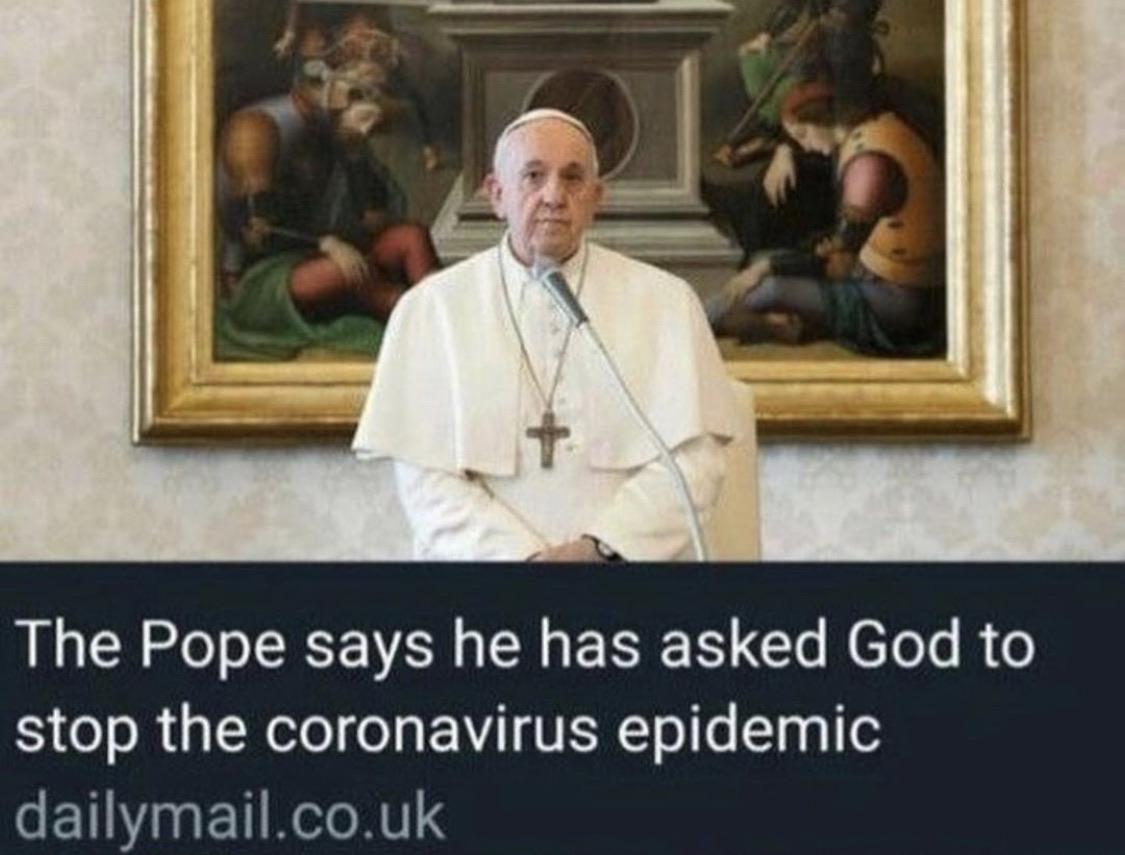 The Pope says he has asked God to
stop the coronavirus epidemic
dailymail.co.uk